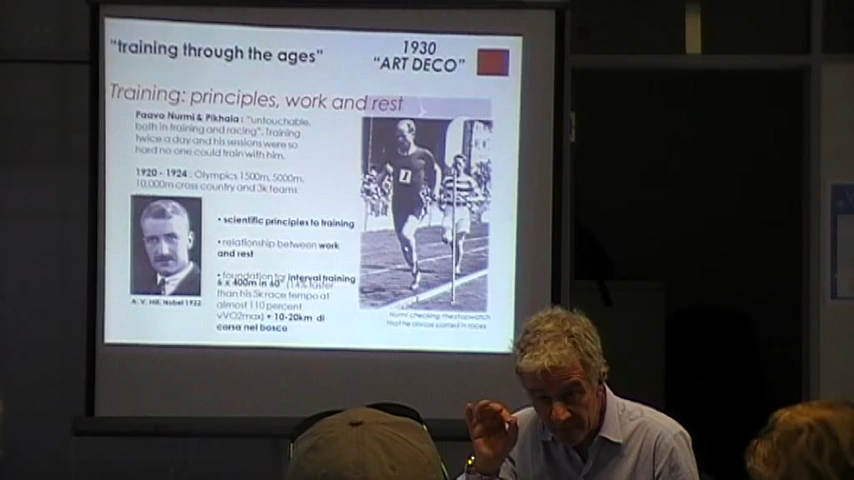 "training through the ages"
1930
"ART DECO"
Training: principles, work and rest
Paavo Nurmi & Pikhala : "untouchable,
both in training and racing". Training
twice a day and his sessions were so
hard no one could train with him.
1920 - 1924 : Olympics 1500m, 5000m,
10,000m cross country and 3k teams
• scientific principles to training
• relationship between work
and rest
• foundation for interval training
6 x 400m in 60" (14% faster
than his 5k race tempo at
almost 110 percent
vVO2max) + 10-20km di
corsa nel bosco
A. V. Hill, Nobel 1922
1
Nurmi checking the stopwatch
that he always carried in races